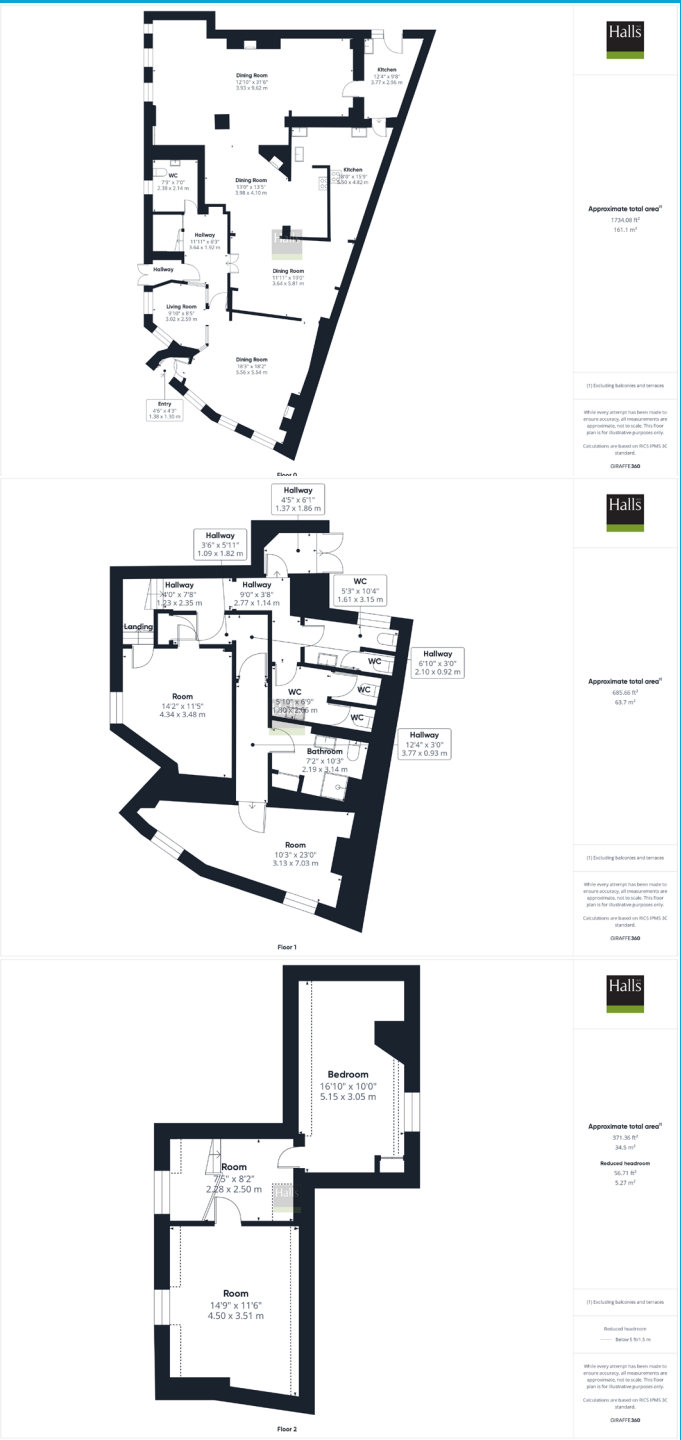 Dining Room
12'10" x 31'6"
3.93 x 9.62 m
Kitchen
12'4" x 9'8"
3.77 x 2.96 m
WC
7'9" x 7'0"
2.38 x 2.14 m
Dining Room
13'0" x 13'5"
3.98 x 4.10 m
Kitchen
x 15'9"
x 4.82 m
Hallway
11'11" x 6'3"
3.64 x 1.92 m
Halls
Hallway
Dining Room
11'11" x 19'0"
3.64 x 5.81 m
Living Room
9'10" x 8'5"
3.02 x 2.59 m
Dining Room
18'3" x 18'2"
5.56 x 5.54 m
Entry
4'6" x 4'3"
1.38 x 1.30 m
Floor 0
Halls
Approximate total area(1)
1734.08 ft²
161.1 m²
(1) Excluding balconies and terraces
While every attempt has been made to
ensure accuracy, all measurements are
approximate, not to scale. This floor
plan is for illustrative purposes only.
Calculations are based on RICS IPMS 3C
standard.
GIRAFFE360
Hallway
4'5" x 6'1"
1.37 x 1.86 m
Hallway
3'6" x 5'11"
1.09 x 1.82 m
Hallway
4'0" x 7'8"
1.23 x 2.35 m
Hallway
9'0" x 3'8"
2.77 x 1.14 m
WC
5'3" x 10'4"
1.61 x 3.15 m
Landing
Hallway
6'10" x 3'0"
2.10 x 0.92 m
WC
Room
14'2" x 11'5"
4.34 x 3.48 m
WC
5'10" x 6'9"
1.80 x 2.06 m
WC
WC
Hallway
12'4" x 3'0"
3.77 x 0.93 m
Bathroom
7'2" x 10'3"
2.19 x 3.14 m
Room
10'3" x 23'0"
3.13 x 7.03 m
Floor 1
Halls
Approximate total area(1)
685.66 ft²
63.7 m²
(1) Excluding balconies and terraces
While every attempt has been made to
ensure accuracy, all measurements are
approximate, not to scale. This floor
plan is for illustrative purposes only.
Calculations are based on RICS IPMS 3C
standard.
GIRAFFE360
Bedroom
16'10" x 10'0"
5.15 x 3.05 m
Room
7'5" x 8'2"
2.28 x 2.50 m
Halls
Room
14'9" x 11'6"
4.50 x 3.51 m
Floor 2
Halls
Approximate total area(1)
371.36 ft²
34.5 m²
Reduced headroom
56.71 ft²
5.27 m²
(1) Excluding balconies and terraces
Reduced headroom
Below 5 ft/1.5 m
While every attempt has been made to
ensure accuracy, all measurements are
approximate, not to scale. This floor
plan is for illustrative purposes only.
Calculations are based on RICS IPMS 3C
standard.
GIRAFFE360